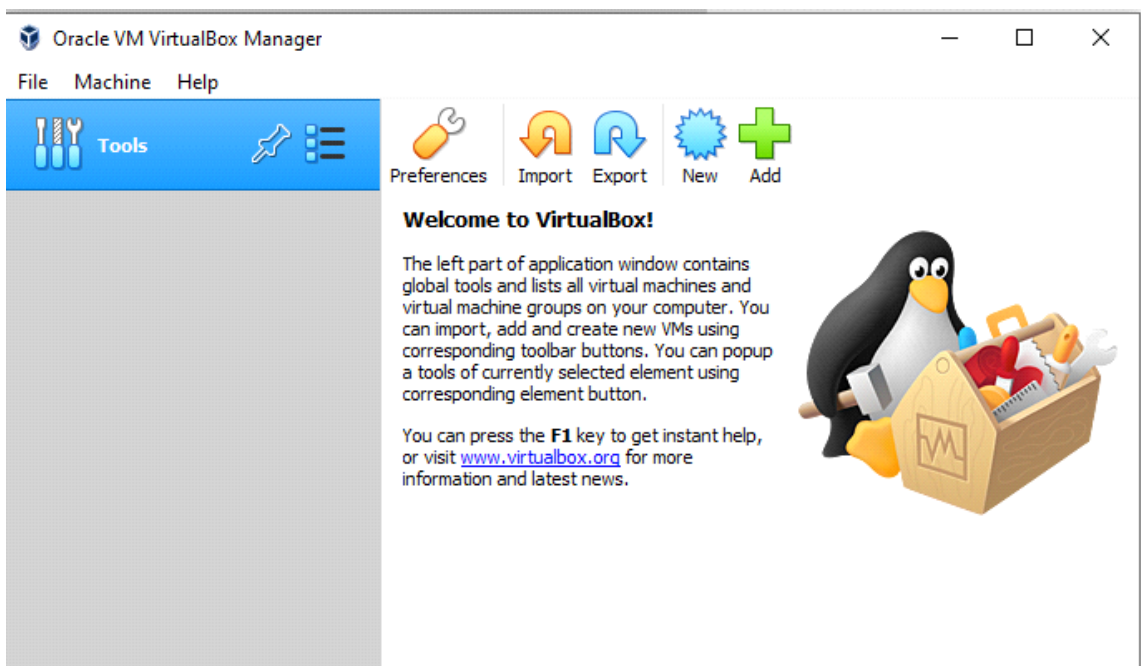 Oracle VM VirtualBox Manager
File Machine Help
Tools
Preferences Import Export New Add
Welcome to VirtualBox!
The left part of application window contains
global tools and lists all virtual machines and
virtual machine groups on your computer. You
can import, add and create new VMs using
corresponding toolbar buttons. You can popup
a tools of currently selected element using
corresponding element button.
You can press the F1 key to get instant help,
or visit www.virtualbox.org for more
information and latest news.